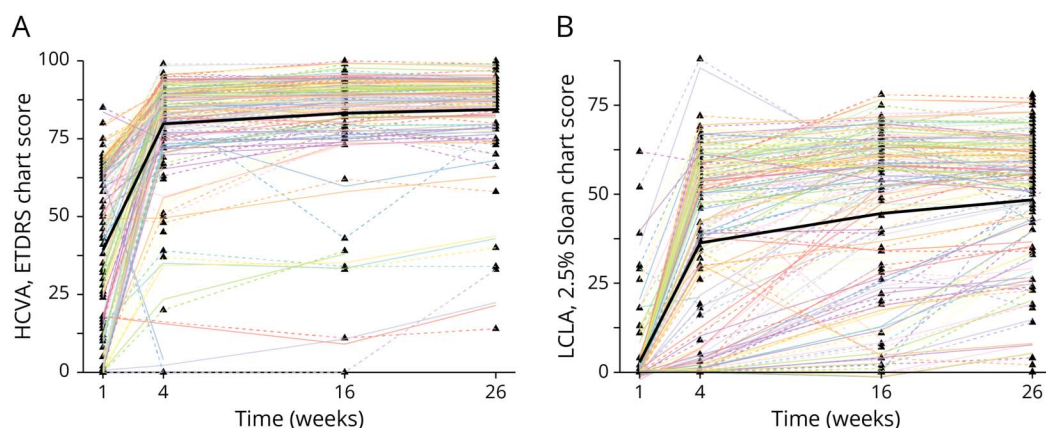 A
HCVA, ETDRS chart score
100
75
50
25
0
1 4 16 26
Time (weeks)
B
LCLA, 2.5% Sloan chart score
75
50
25
0
1 4 16 26
Time (weeks)